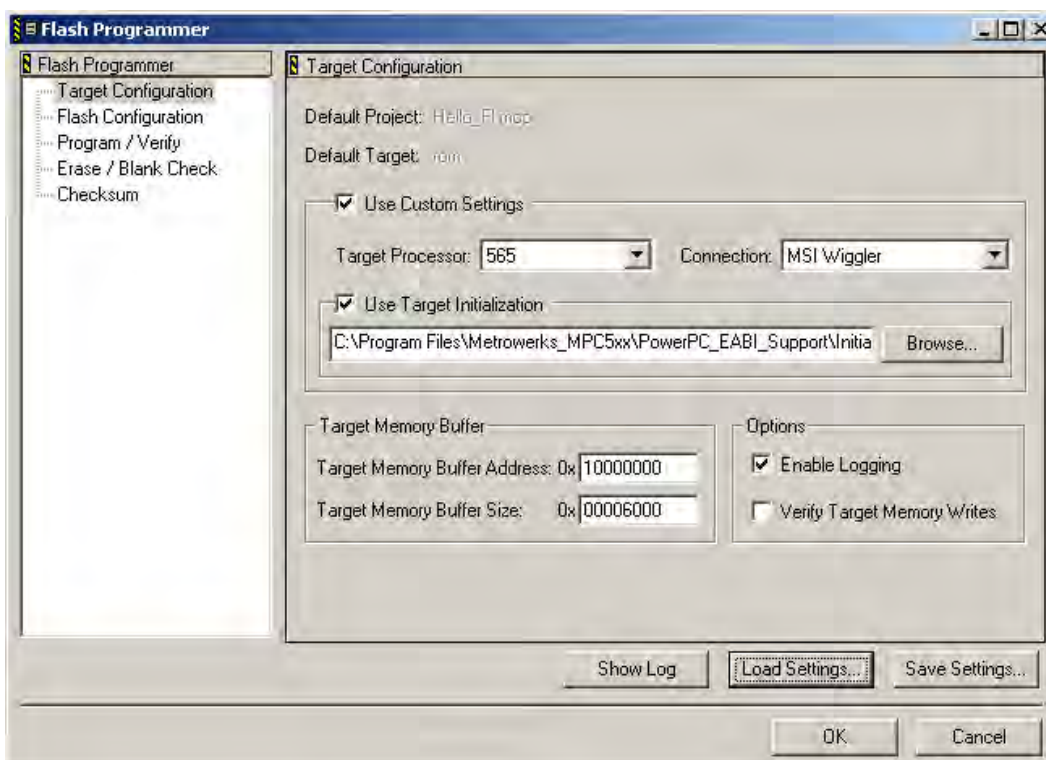 Flash Programmer
Flash Programmer
Target Configuration
Flash Configuration
Program / Verify
Erase / Blank Check
Checksum
Target Configuration
Default Project: Hello_Fl.mcp
Default Target: rom
Use Custom Settings
Target Processor: 565 Connection: MSI Wiggler
Use Target Initialization
C:\Program Files\Metrowerks_MPC5xx\PowerPC_EABI_Support\Initia Browse...
Target Memory Buffer
Target Memory Buffer Address: 0x 10000000
Target Memory Buffer Size: 0x 00006000
Options
Enable Logging
Verify Target Memory Writes
Show Log Load Settings... Save Settings...
OK Cancel